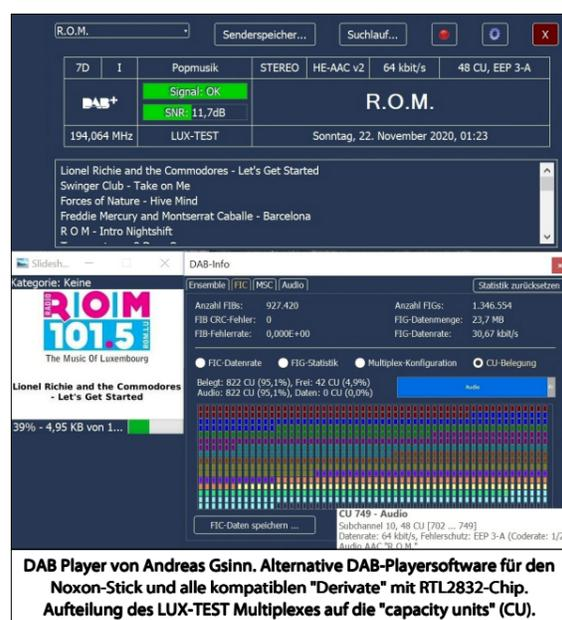 R.O.M.
Senderspeicher...
Suchlauf...
X
7D
I
Popmusik
STEREO
HE-AAC v2
64 kbit/s
48 CU, EEP 3-A
DAB+
Signal: OK
SNR: 11,7dB
R.O.M.
194,064 MHz
LUX-TEST
Sonntag, 22. November 2020, 01:23
Lionel Richie and the Commodores - Let's Get Started
Swinger Club - Take on Me
Forces of Nature - Hive Mind
Freddie Mercury and Montserrat Caballe - Barcelona
R O M - Intro Nightshift
Slidesh...
Kategorie: Keine
RADIO
ROM
101.5
ROM.LU
The Music Of Luxembourg
Lionel Richie and the Commodores
- Let's Get Started
39% - 4,95 KB von 1...
DAB-Info
Ensemble
FIC
MSC
Audio
Statistik zurücksetzen
Anzahl FIBs: 927.420
Anzahl FIGs: 1.346.554
FIB CRC-Fehler: 0
FIG-Datenmenge: 23,7 MB
FIB-Fehlerrate: 0,000E+00
FIG-Datenrate: 30,67 kbit/s
FIC-Datenrate
FIG-Statistik
Multiplex-Konfiguration
CU-Belegung
Belegt: 822 CU (95,1%), Frei: 42 CU (4,9%)
Audio: 822 CU (95,1%), Daten: 0 CU (0,0%)
Audio
FIC-Daten speichern ...
CU 749 - Audio
Subchannel 10, 48 CU [702 ... 749]
Datenrate: 64 kbit/s, Fehlerschutz: EEP 3-A (Coderate: 1/2
Audio AAC "R.O.M."
DAB Player von Andreas Gsinn. Alternative DAB-Playersoftware für den
Noxon-Stick und alle kompatiblen "Derivate" mit RTL2832-Chip.
Aufteilung des LUX-TEST Multiplexes auf die "capacity units" (CU).